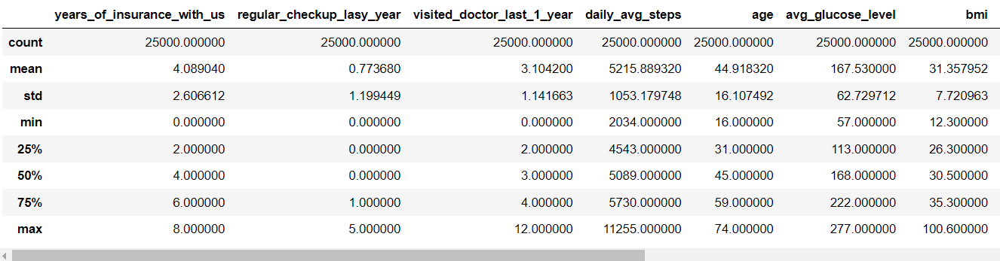 years_of_insurance_with_us regular_checkup_lasy_year visited_doctor_last_1_year daily_avg_steps age avg_glucose_level bmi
count 25000.000000 25000.000000 25000.000000 25000.000000 25000.000000 25000.000000 25000.000000
mean 4.089040 0.773680 3.104200 5215.889320 44.918320 167.530000 31.357952
std 2.606612 1.199449 1.141663 1053.179748 16.107492 62.729712 7.720963
min 0.000000 0.000000 0.000000 2034.000000 16.000000 57.000000 12.300000
25% 2.000000 0.000000 2.000000 4543.000000 31.000000 113.000000 26.300000
50% 4.000000 0.000000 3.000000 5089.000000 45.000000 168.000000 30.500000
75% 6.000000 1.000000 4.000000 5730.000000 59.000000 222.000000 35.300000
max 8.000000 5.000000 12.000000 11255.000000 74.000000 277.000000 100.600000